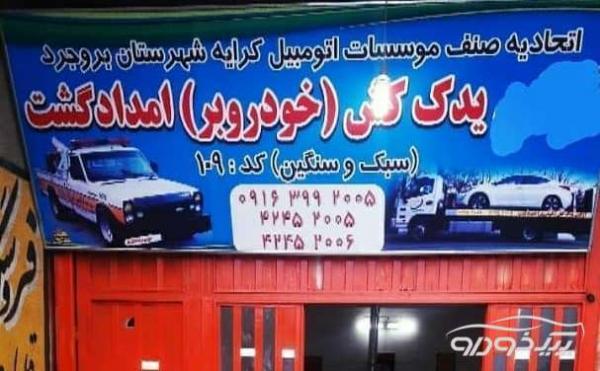 اتحادیه صنف موسسات اتومبیل کرایه شهرستان بروجرد
یدک کش (خودروبر) امدادگشت
(سبک و سنگین) کد : ۱۰۹
۰۹۱۶ ۳۹۹ ۲۰۰۵
۴۲۴۵ ۲۰۰۵
۴۲۴۵ ۲۰۰۶